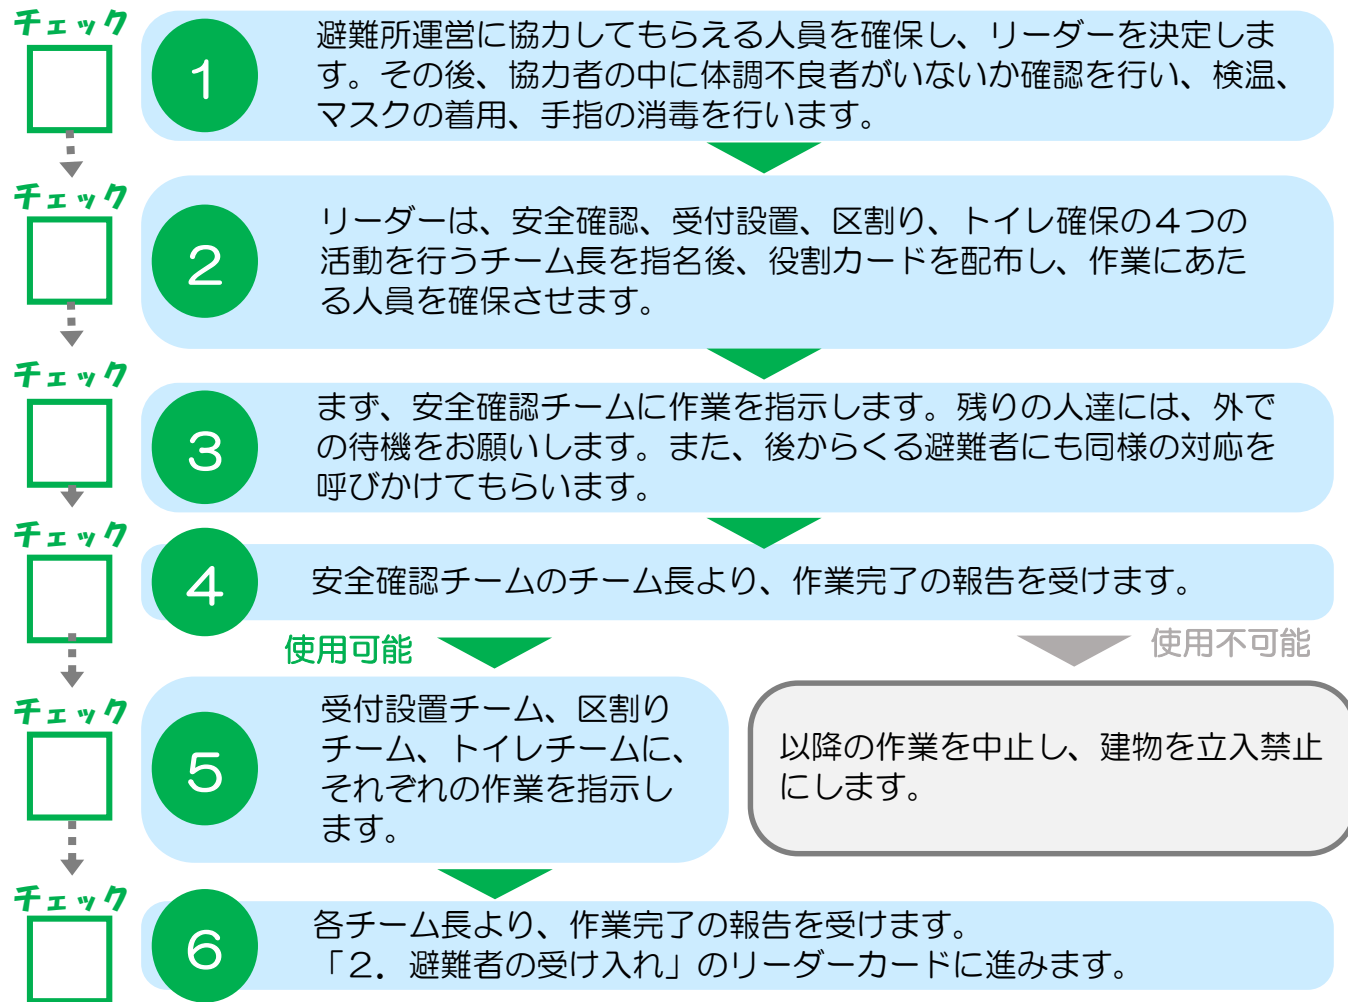 チェック
1
避難所運営に協力してもらえる人員を確保し、リーダーを決定しま
す。その後、協力者の中に体調不良者がいないか確認を行い、検温、
マスクの着用、手指の消毒を行います。
チェック
2
リーダーは、安全確認、受付設置、区割り、トイレ確保の４つの
活動を行うチーム長を指名後、役割カードを配布し、作業にあた
る人員を確保させます。
チェック
3
まず、安全確認チームに作業を指示します。残りの人達には、外で
の待機をお願いします。また、後からくる避難者にも同様の対応を
呼びかけてもらいます。
チェック
4
安全確認チームのチーム長より、作業完了の報告を受けます。
使用可能
使用不可能
チェック
5
受付設置チーム、区割り
チーム、トイレチームに、
それぞれの作業を指示し
ます。
以降の作業を中止し、建物を立入禁止
にします。
チェック
6
各チーム長より、作業完了の報告を受けます。
「２．避難者の受け入れ」のリーダーカードに進みます。